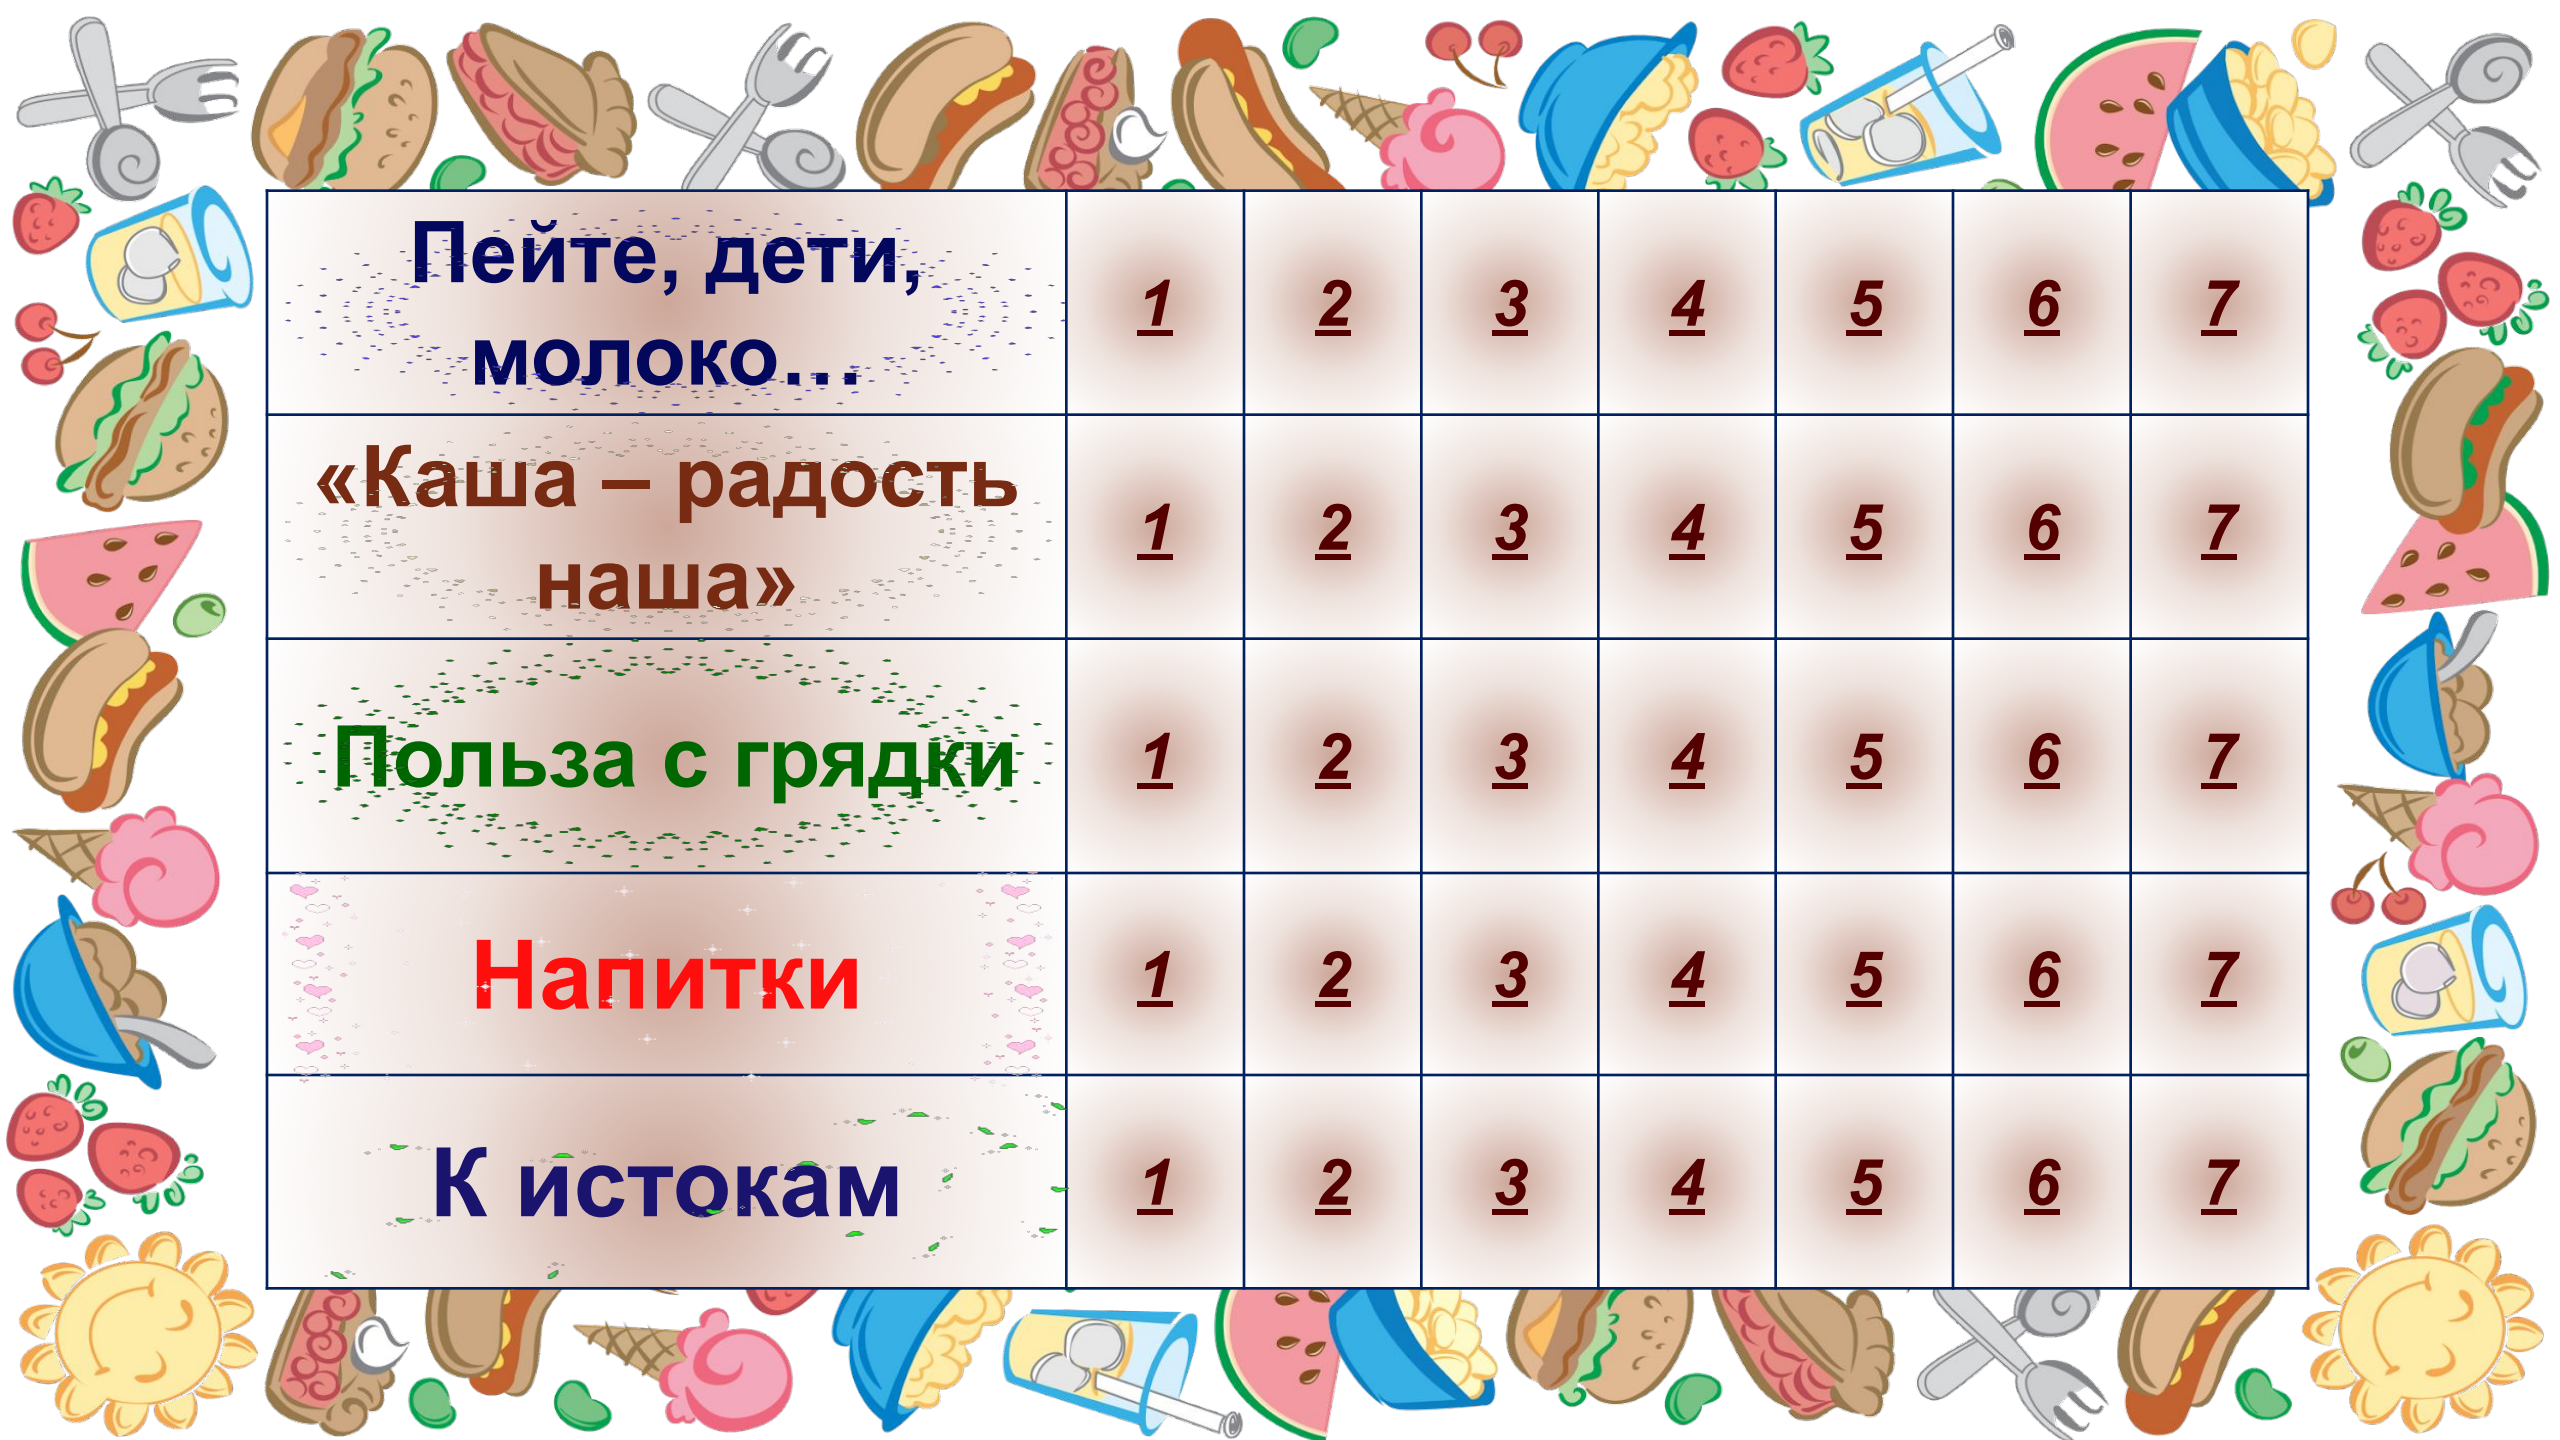 Пейте, дети,
молоко... 1 2 3 4 5 6 7
«Каша – радость
наша» 1 2 3 4 5 6 7
Польза с грядки 1 2 3 4 5 6 7
Напитки 1 2 3 4 5 6 7
К истокам 1 2 3 4 5 6 7